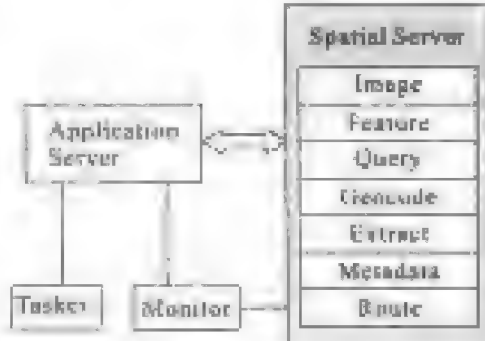 Spatial Server
Image
Feature
Query
Geocode
Extract
Metadata
Route
Application
Server
Tasker
Monitor